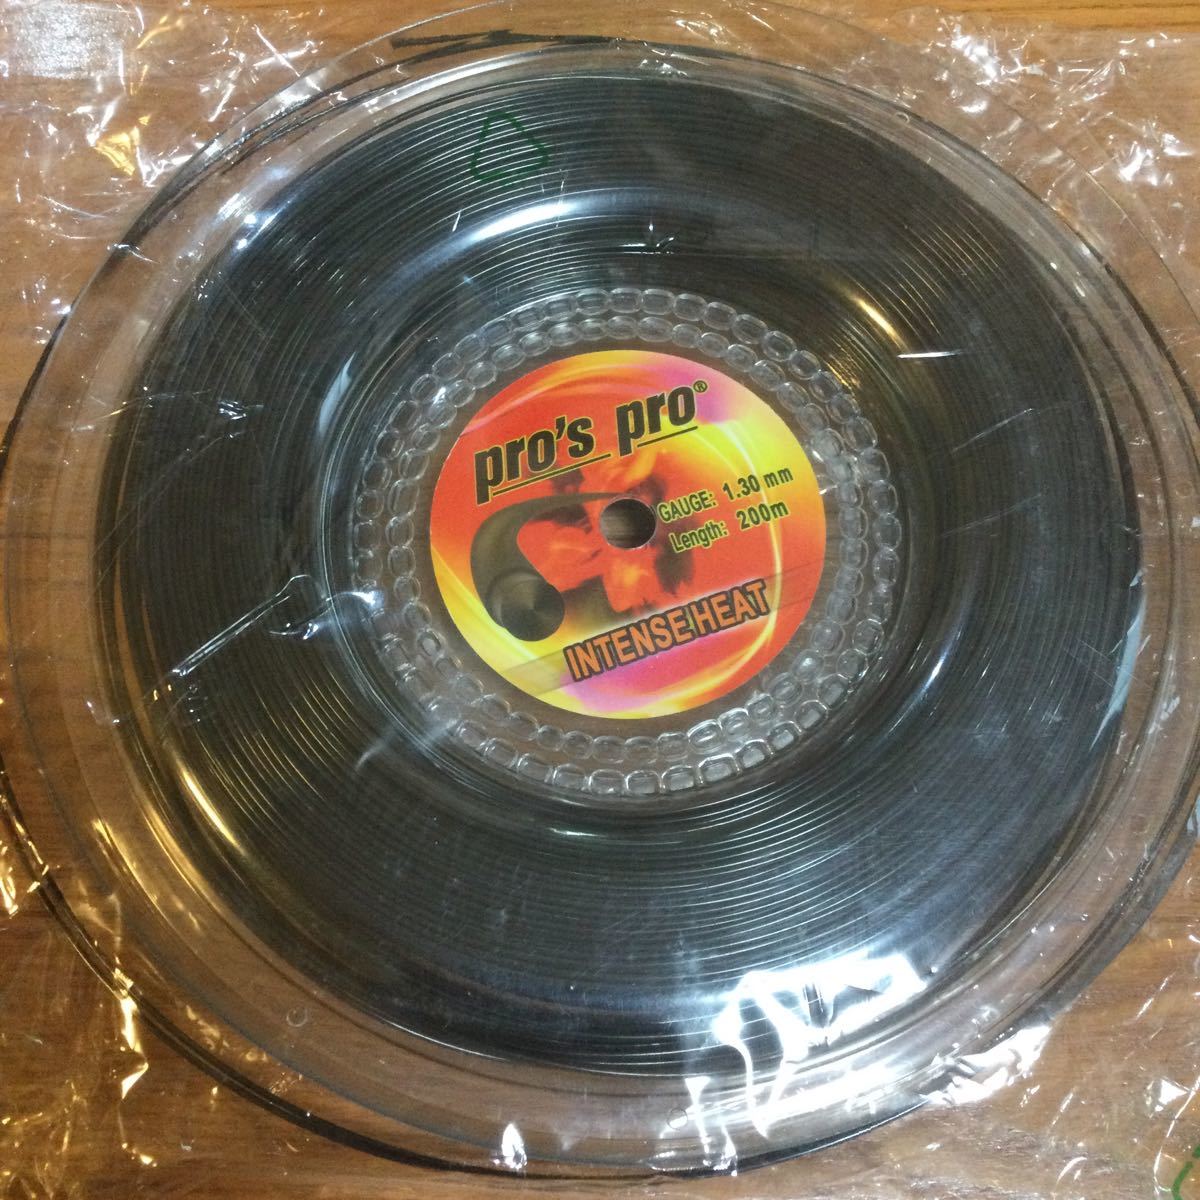 pro's pro®
GAUGE: 1.30 mm
Length: 200m
INTENSE HEAT